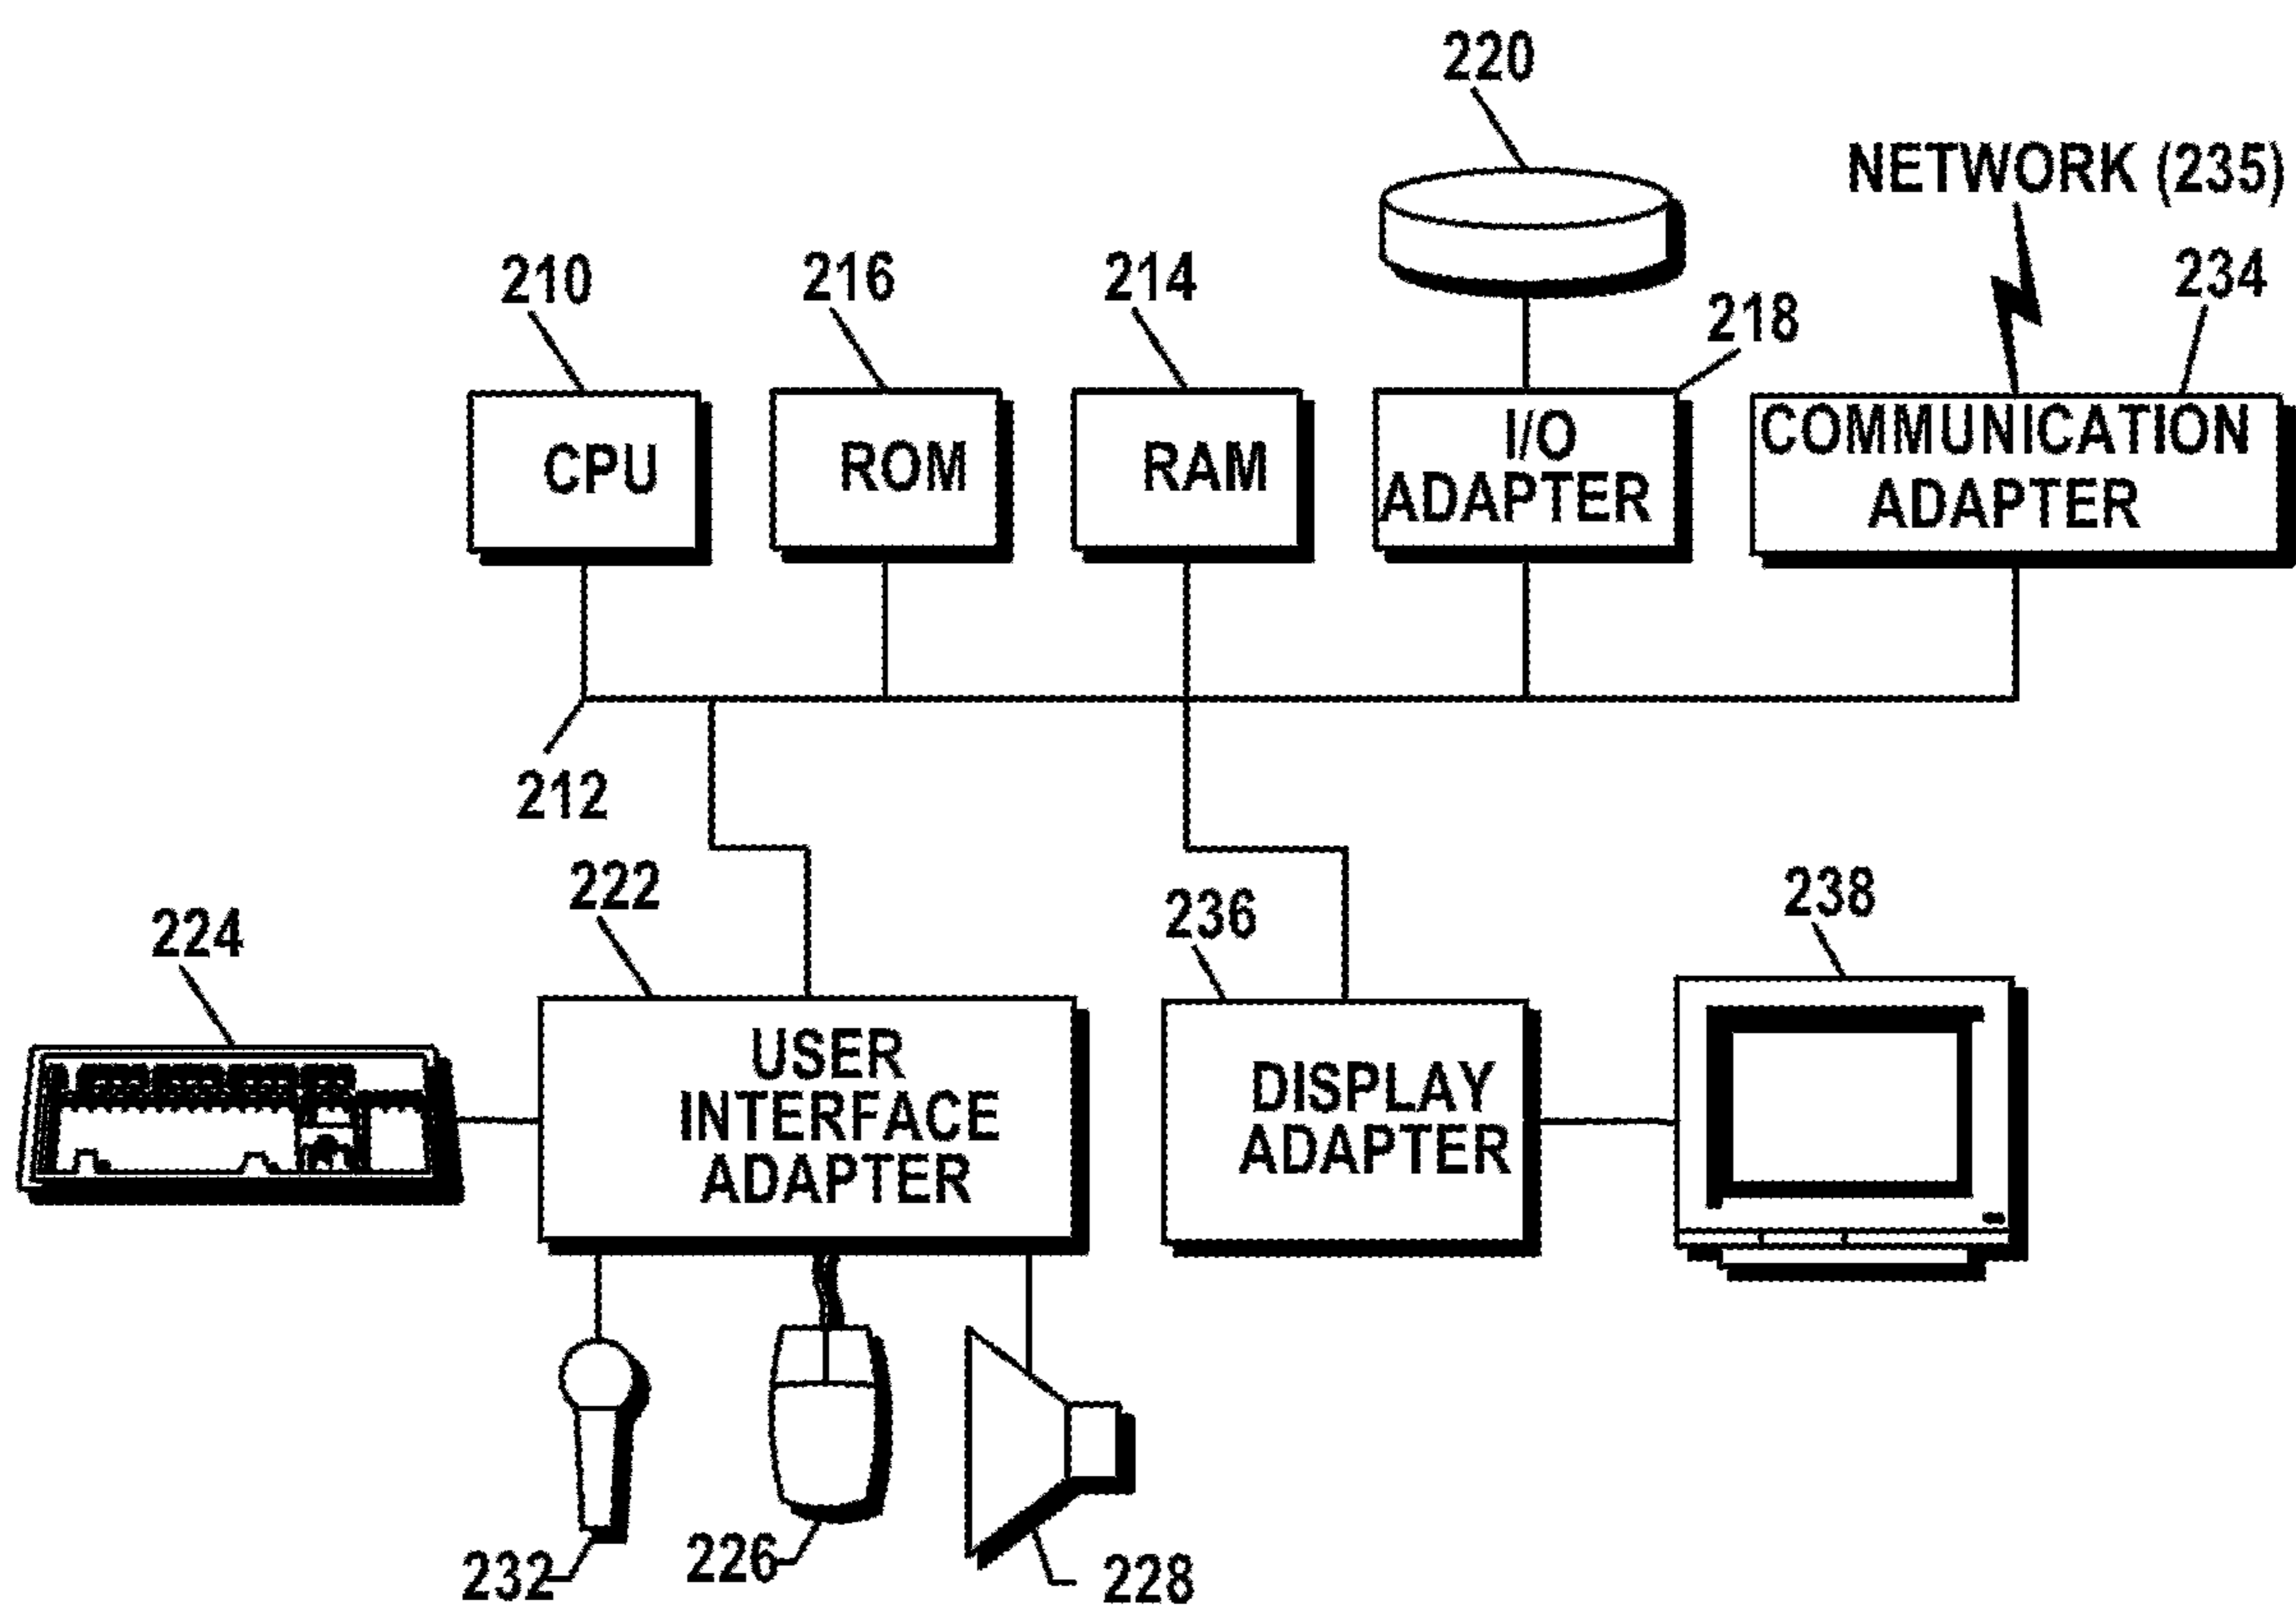 220
NETWORK (235)
210
216
214
218
234
CPU
ROM
RAM
I/O
ADAPTER
COMMUNICATION
ADAPTER
212
222
224
236
238
USER
INTERFACE
ADAPTER
DISPLAY
ADAPTER
232
226
228